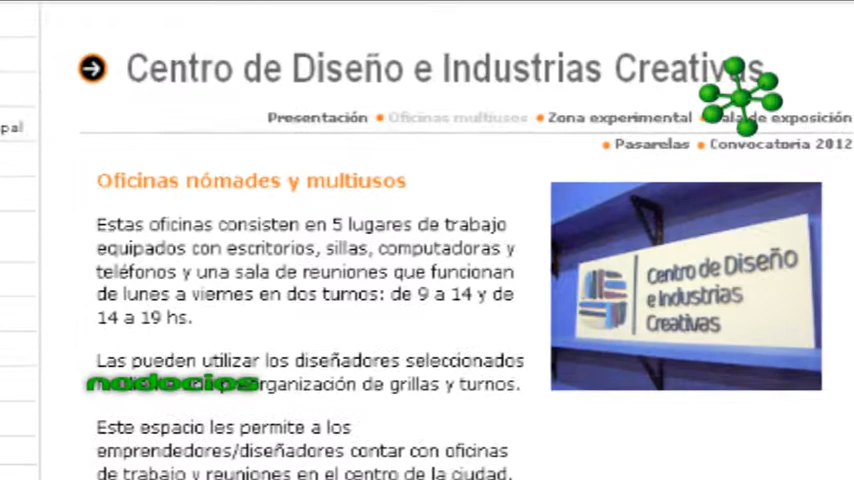 Centro de Diseño e Industrias Creativas
Presentación • Oficinas multiusos • Zona experimental • Sala de exposición
pal
• Pasarelas • Convocatoria 2012
Oficinas nómades y multiusos
Estas oficinas consisten en 5 lugares de trabajo
equipados con escritorios, sillas, computadoras y
teléfonos y una sala de reuniones que funcionan
de lunes a viernes en dos turnos: de 9 a 14 y de
14 a 19 hs.
Centro de Diseño
e Industrias
Creativas
Las pueden utilizar los diseñadores seleccionados
nodocios organización de grillas y turnos.
Este espacio les permite a los
emprendedores/diseñadores contar con oficinas
de trabajo y reuniones en el centro de la ciudad.